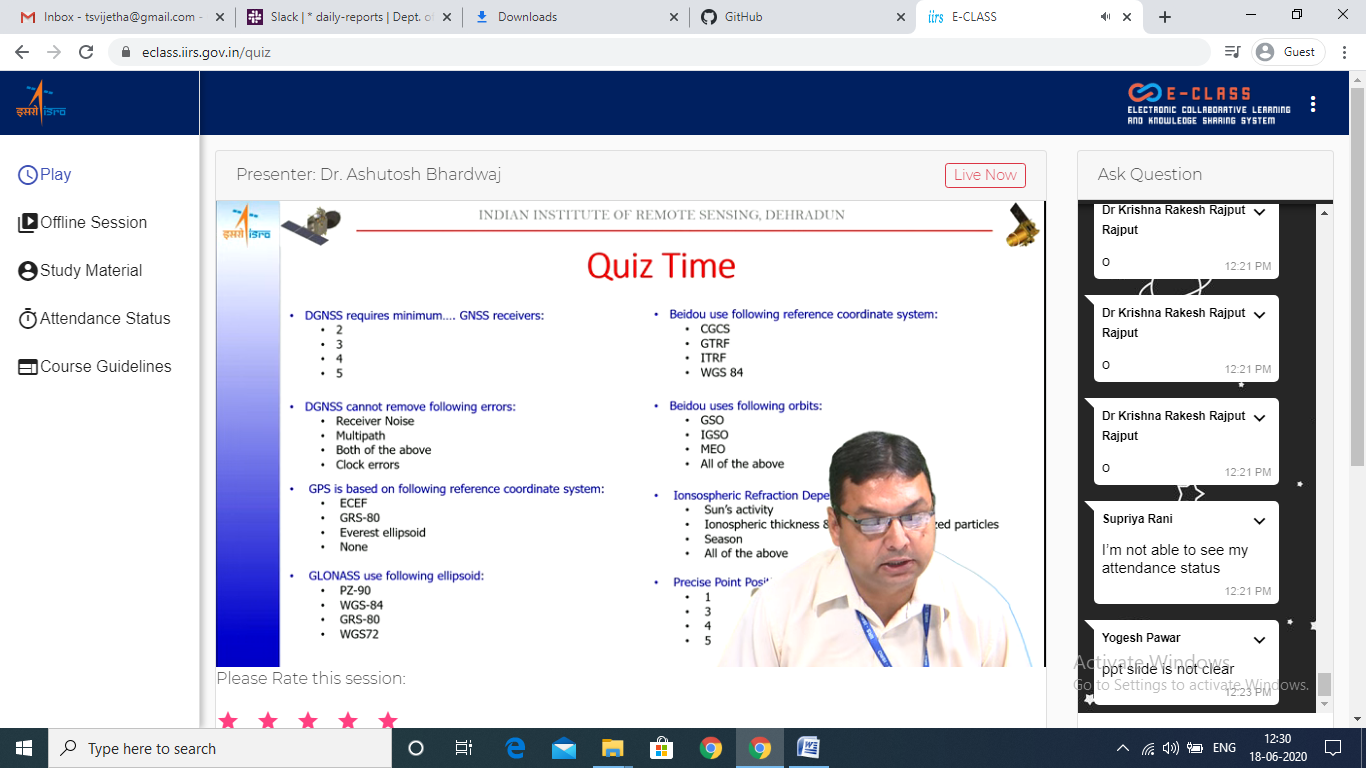 Inbox - tsvijetha@gmail.com -
Slack | * daily-reports | Dept. o
Downloads
GitHub
iirs E-CLASS
eclass.iirs.gov.in/quiz
Guest
इसरो isro
E-CLASS
ELECTRONIC COLLABORATIVE LEARNING
AND KNOWLEDGE SHARING SYSTEM
Play
Offline Session
Study Material
Attendance Status
Course Guidelines
Presenter: Dr. Ashutosh Bhardwaj
Live Now
इसरो isro
INDIAN INSTITUTE OF REMOTE SENSING, DEHRADUN
Quiz Time
• DGNSS requires minimum.... GNSS receivers:
• 2
• 3
• 4
• 5
• DGNSS cannot remove following errors:
• Receiver Noise
• Multipath
• Both of the above
• Clock errors
• GPS is based on following reference coordinate system:
• ECEF
• GRS-80
• Everest ellipsoid
• None
• GLONASS use following ellipsoid:
• PZ-90
• WGS-84
• GRS-80
• WGS72
• Beidou use following reference coordinate system:
• CGCS
• GTRF
• ITRF
• WGS 84
• Beidou uses following orbits:
• GSO
• IGSO
• MEO
• All of the above
• Ionsospheric Refraction Depe
• Sun's activity
• Ionospheric thickness & particles
• Season
• All of the above
• Precise Point Posit
• 1
• 3
• 4
• 5
Please Rate this session:
Ask Question
Dr Krishna Rakesh Rajput
Rajput
O
12:21 PM
Dr Krishna Rakesh Rajput
Rajput
O
12:21 PM
Dr Krishna Rakesh Rajput
Rajput
O
12:21 PM
Supriya Rani
I'm not able to see my
attendance status
12:21 PM
Yogesh Pawar
ppt slide is not clear
12:23 PM
Activate Windows
Go to Settings to activate Windows.
Type here to search
ENG
12:30
18-06-2020